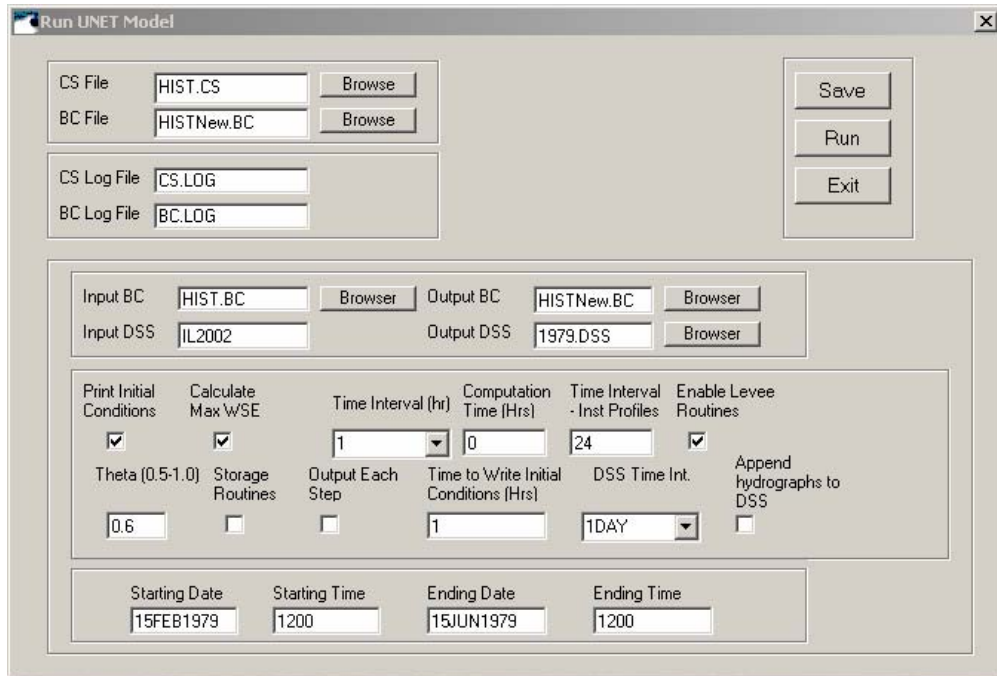 Run UNET Model
CS File HIST.CS Browse
BC File HISTNew.BC Browse
CS Log File CS.LOG
BC Log File BC.LOG
Save
Run
Exit
Input BC HIST.BC Browser Output BC HISTNew.BC Browser
Input DSS IL2002 Output DSS 1979.DSS Browser
Print Initial Conditions
Calculate Max WSE
Time Interval (hr) 1
Computation Time (Hrs) 0
Time Interval - Inst Profiles 24
Enable Levee Routines
Theta (0.5-1.0) 0.6
Storage Routines
Output Each Step
Time to Write Initial Conditions (Hrs) 1
DSS Time Int. 1DAY
Append hydrographs to DSS
Starting Date Starting Time Ending Date Ending Time
15FEB1979 1200 15JUN1979 1200